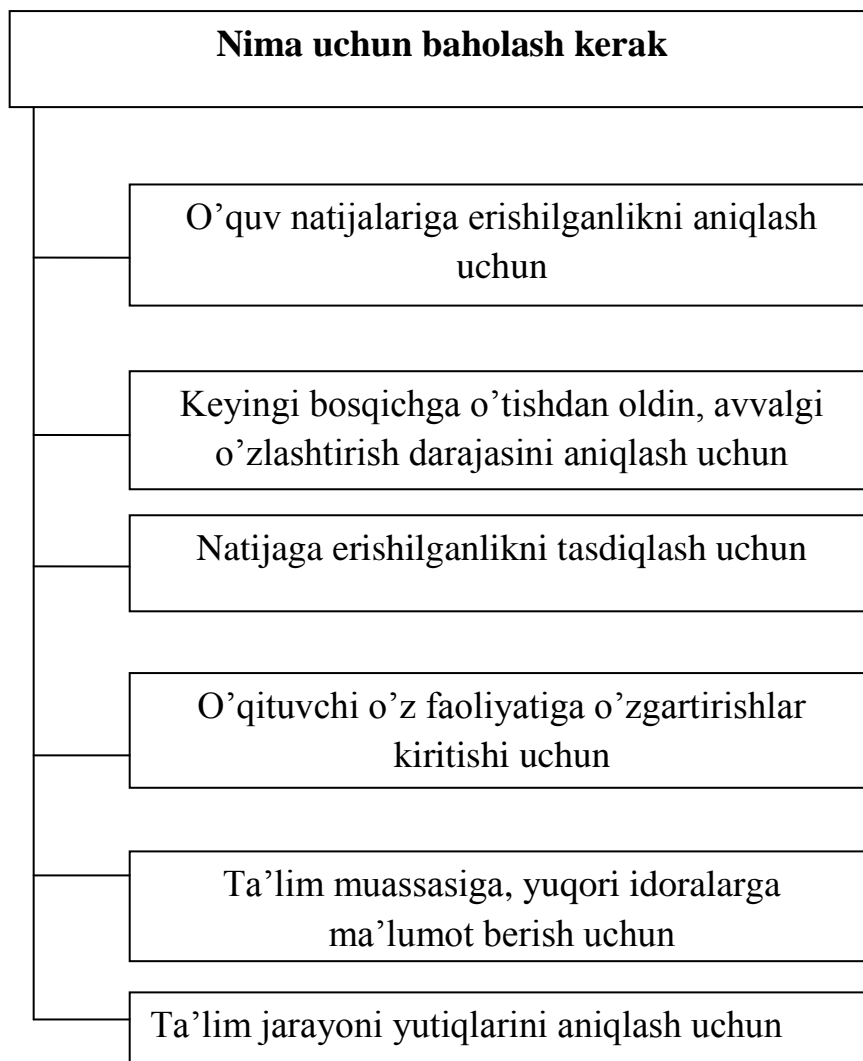 Nima uchun baholash kerak
O’quv natijalariga erishilganlikni aniqlash
uchun
Keyingi bosqichga o’tishdan oldin, avvalgi
o’zlashtirish darajasini aniqlash uchun
Natijaga erishilganlikni tasdiqlash uchun
O’qituvchi o’z faoliyatiga o’zgartirishlar
kiritishi uchun
Ta’lim muassasiga, yuqori idoralarga
ma’lumot berish uchun
Ta’lim jarayoni yutiqlarini aniqlash uchun